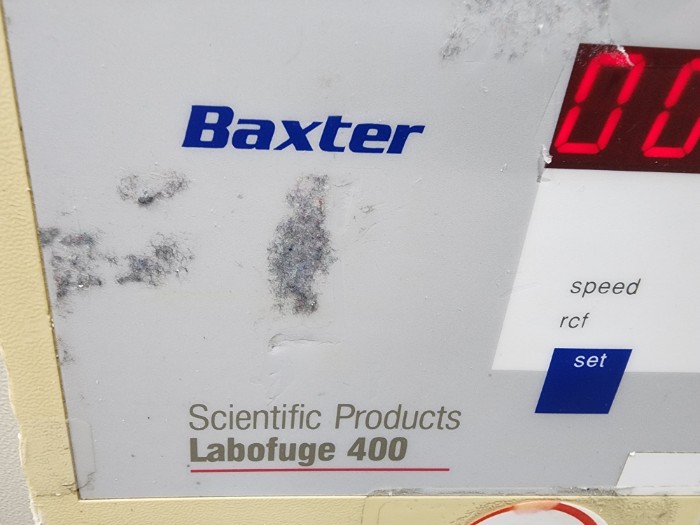 Baxter
00
speed
rcf
set
Scientific Products
Labofuge 400